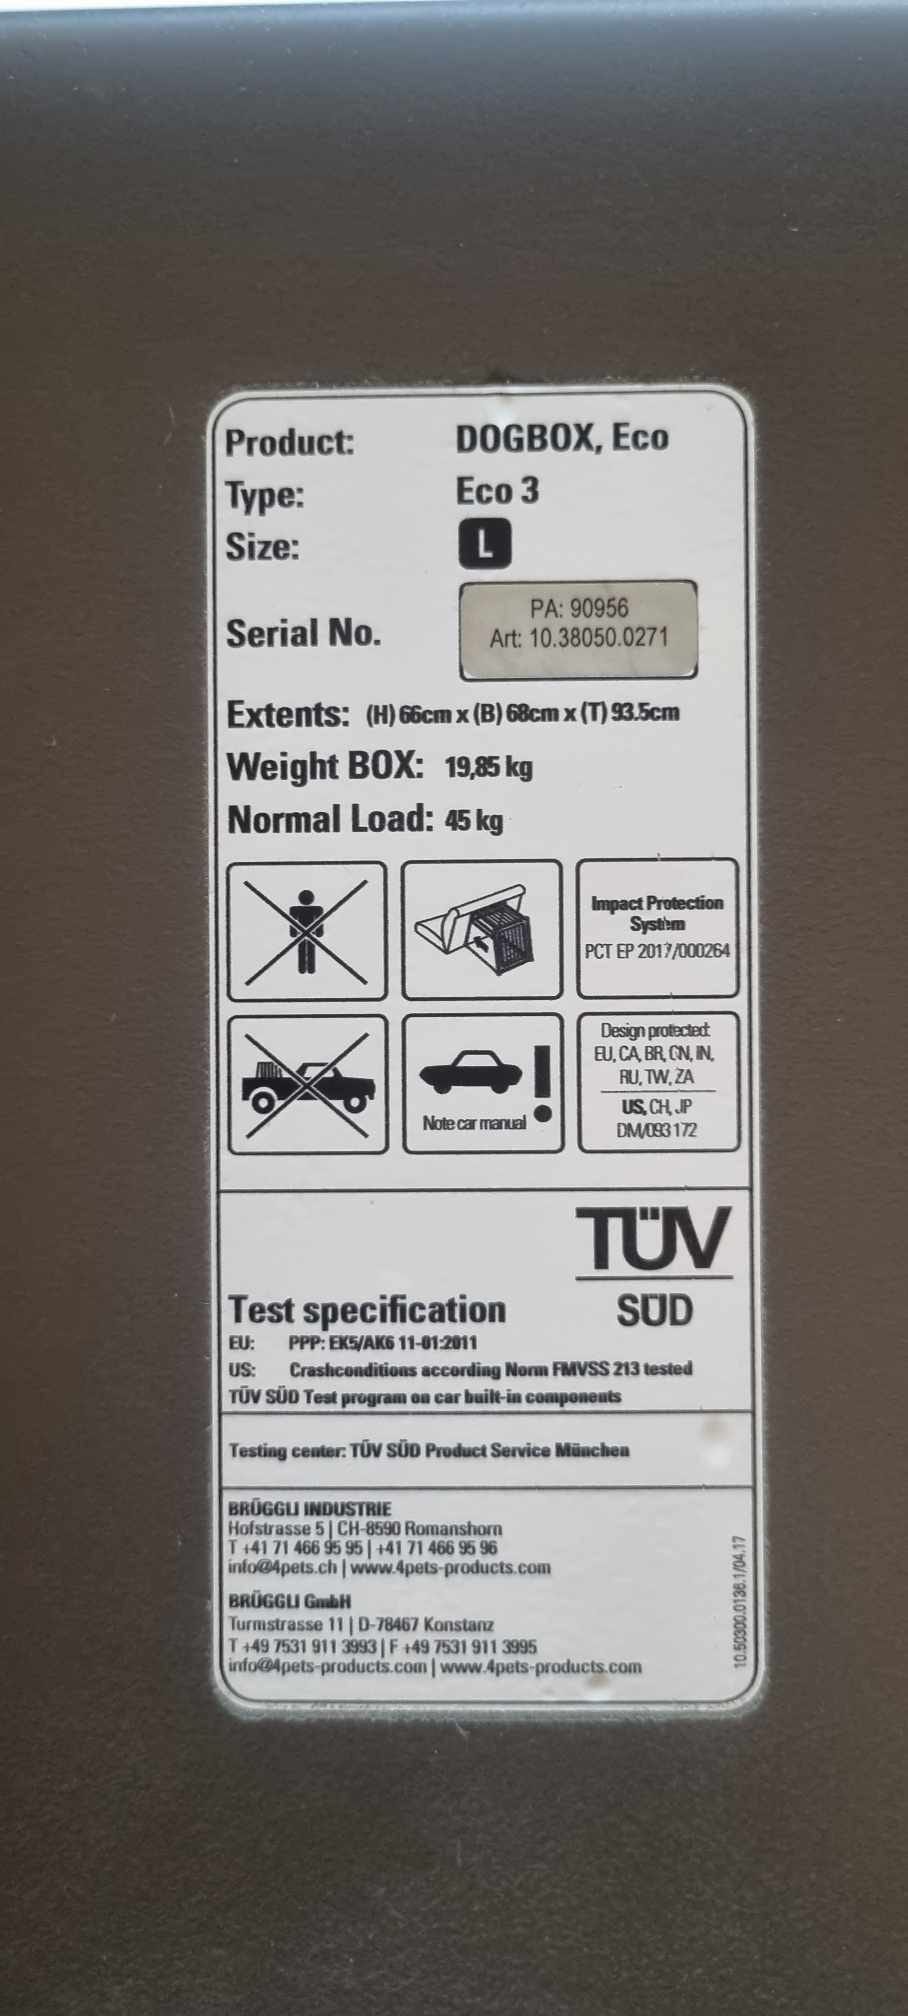 Product: DOGBOX, Eco
Type: Eco 3
Size: L
Serial No. PA: 90956
Art: 10.38050.0271
Extents: (H) 66cm x (B) 68cm x (T) 93.5cm
Weight BOX: 19,85 kg
Normal Load: 45 kg
Impact Protection
System
PCT EP 2017/000264
Note car manual
Design protected:
EU, CA, BR, CN, IN,
RU, TW, ZA
US, CH, JP
DM/093 172
TÜV
SÜD
Test specification
EU: PPP: EK5/AK6 11-01:2011
US: Crashconditions according Norm FMVSS 213 tested
TÜV SÜD Test program on car built-in components
Testing center: TÜV SÜD Product Service München
BRÜGGLI INDUSTRIE
Hofstrasse 5 | CH-8590 Romanshorn
T +41 71 466 95 95 | +41 71 466 95 96
info@4pets.ch | www.4pets-products.com
BRÜGGLI GmbH
Turmstrasse 11 | D-78467 Konstanz
T +49 7531 911 3993 | F +49 7531 911 3995
info@4pets-products.com | www.4pets-products.com
10.50300.0136.1/04.17